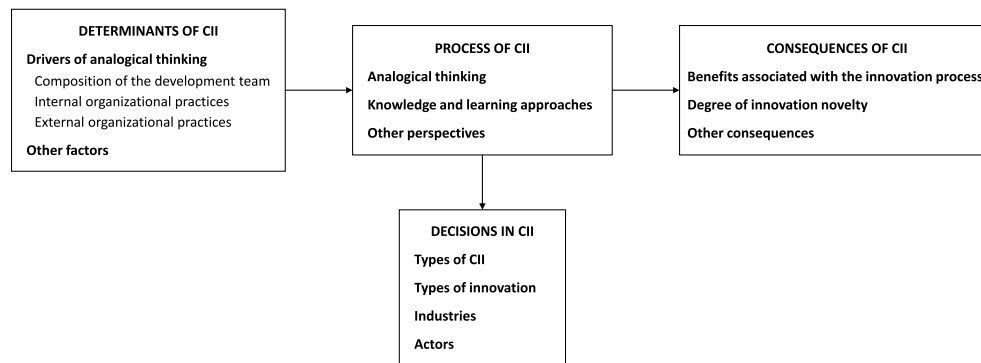 DETERMINANTS OF CII
Drivers of analogical thinking
Composition of the development team
Internal organizational practices
External organizational practices
Other factors
PROCESS OF CII
Analogical thinking
Knowledge and learning approaches
Other perspectives
CONSEQUENCES OF CII
Benefits associated with the innovation process
Degree of innovation novelty
Other consequences
DECISIONS IN CII
Types of CII
Types of innovation
Industries
Actors